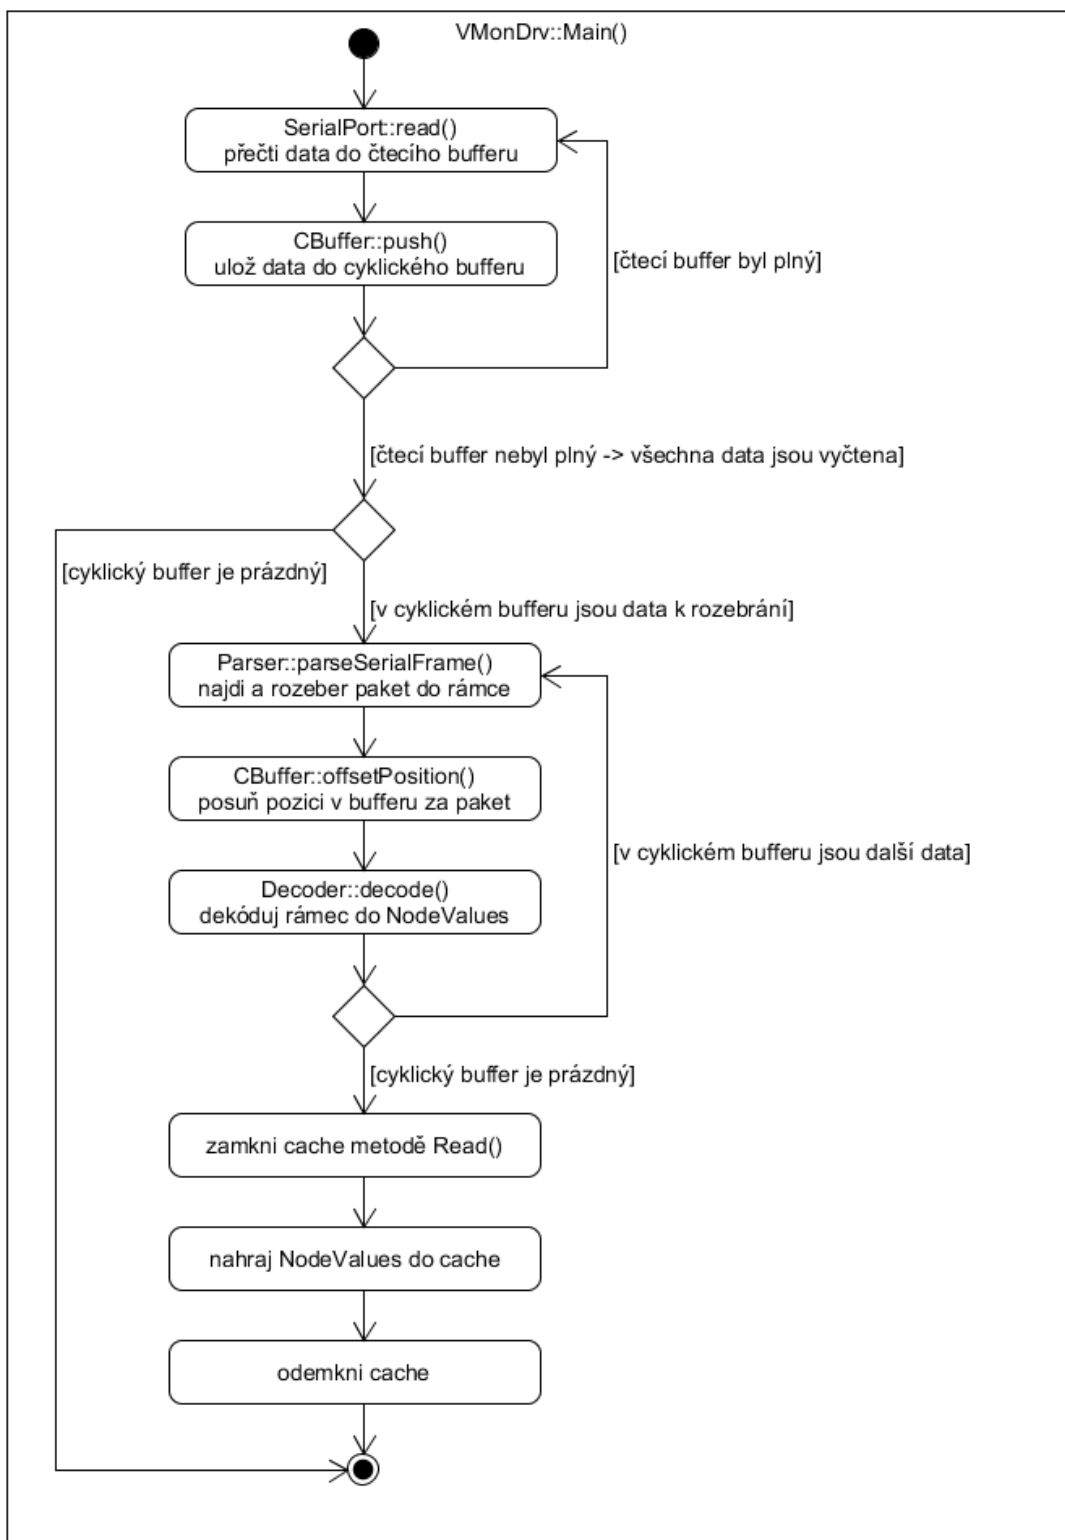 VMonDrv::Main()
SerialPort::read()
přečti data do čtecího bufferu
CBuffer::push()
ulož data do cyklického bufferu
[čtecí buffer byl plný]
[čtecí buffer nebyl plný -> všechna data jsou vyčtena]
[cyklický buffer je prázdný]
[v cyklickém bufferu jsou data k rozebrání]
Parser::parseSerialFrame()
najdi a rozeber paket do rámce
CBuffer::offsetPosition()
posuň pozici v bufferu za paket
[v cyklickém bufferu jsou další data]
Decoder::decode()
dekóduj rámec do NodeValues
[cyklický buffer je prázdný]
zamkni cache metodě Read()
nahraj NodeValues do cache
odemkni cache